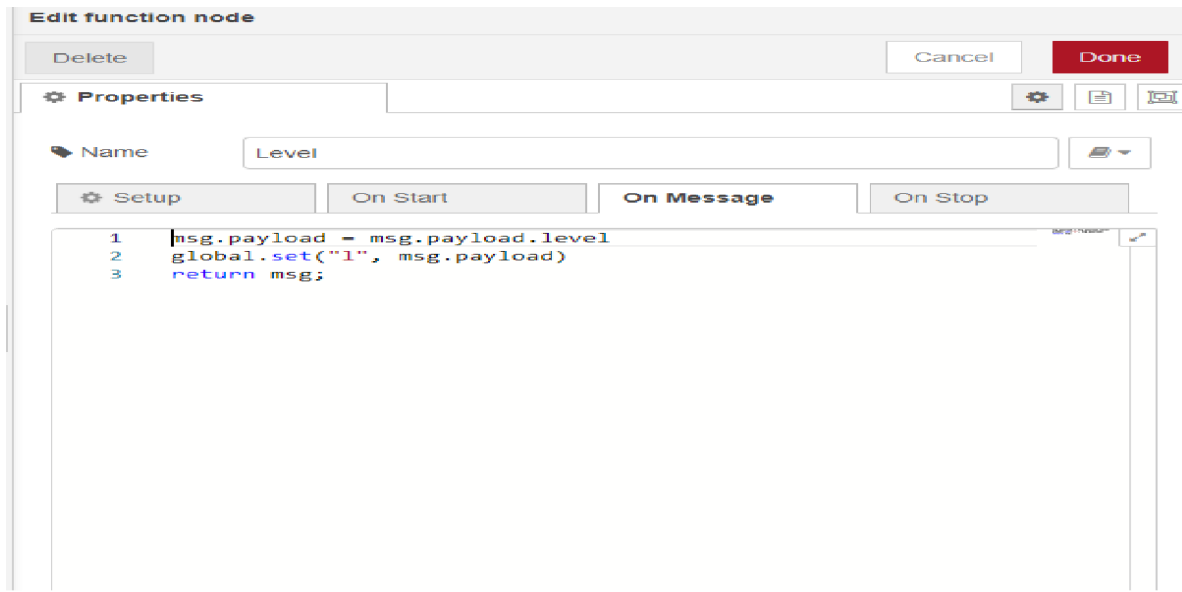 Edit function node
Delete
Cancel
Done
Properties
Name
Level
Setup
On Start
On Message
On Stop
1 msg.payload = msg.payload.level
2 global.set("l", msg.payload)
3 return msg;